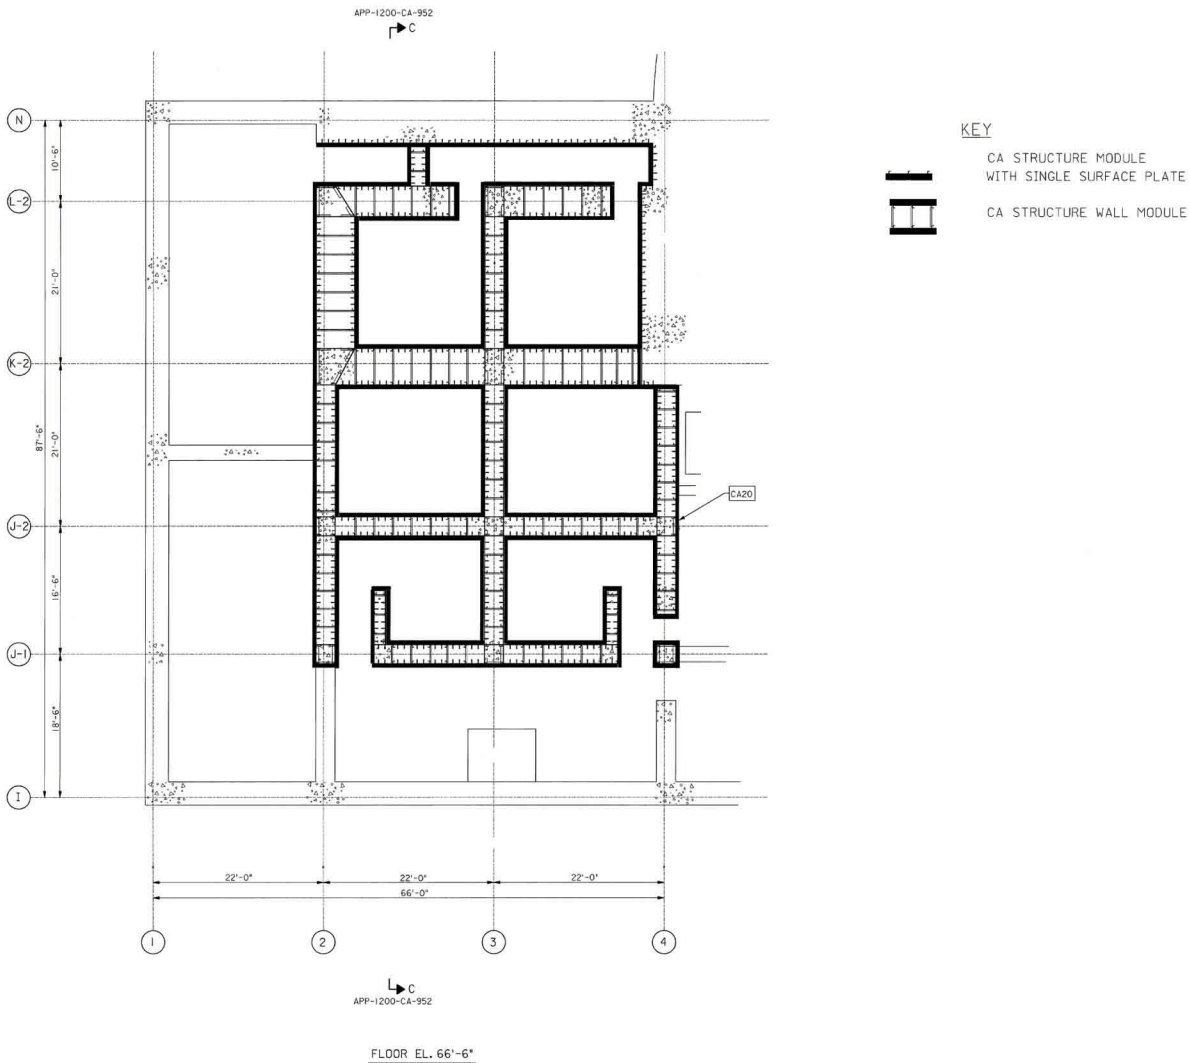 APP-1200-CA-952
C
N
KEY
10'-6"
CA STRUCTURE MODULE
WITH SINGLE SURFACE PLATE
L-2
CA STRUCTURE WALL MODULE
21'-0"
K-2
87'-6"
21'-0"
CA20
J-2
16'-6"
J-1
18'-6"
I
22'-0"
22'-0"
22'-0"
66'-0"
1
2
3
4
C
APP-1200-CA-952
FLOOR EL. 66'-6"